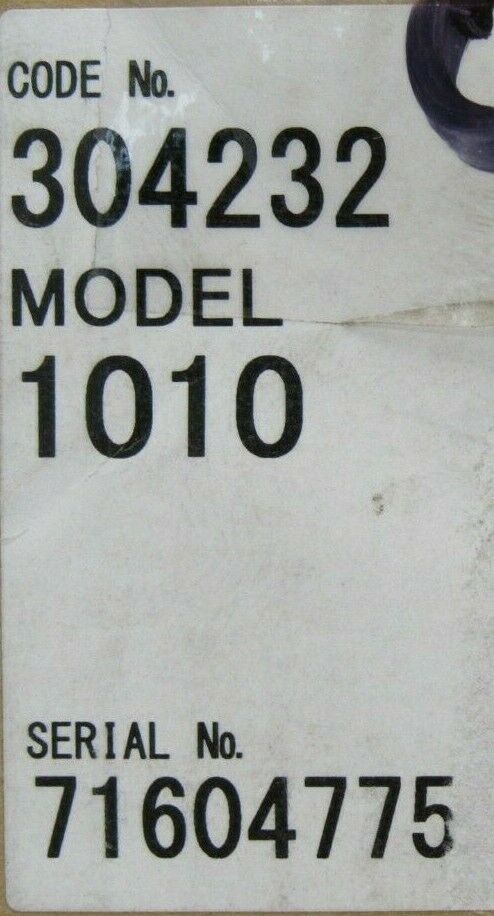 CODE No.
304232
MODEL
1010
SERIAL No.
71604775